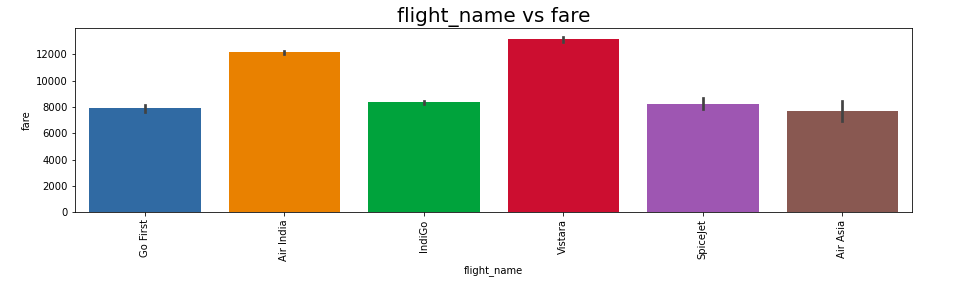 flight_name vs fare
12000
10000
8000
6000
4000
2000
0
fare
Go First
Air India
IndiGo
Vistara
SpiceJet
Air Asia
flight_name